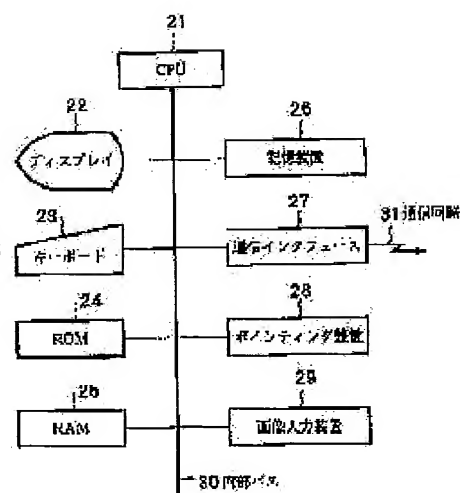 21
CPU
22
ディスプレイ
26
記憶装置
23
キーボード
27
通信インタフェース
31 通信回線
24
ROM
28
ポインティング装置
25
RAM
29
画像入力装置
30 内部バス